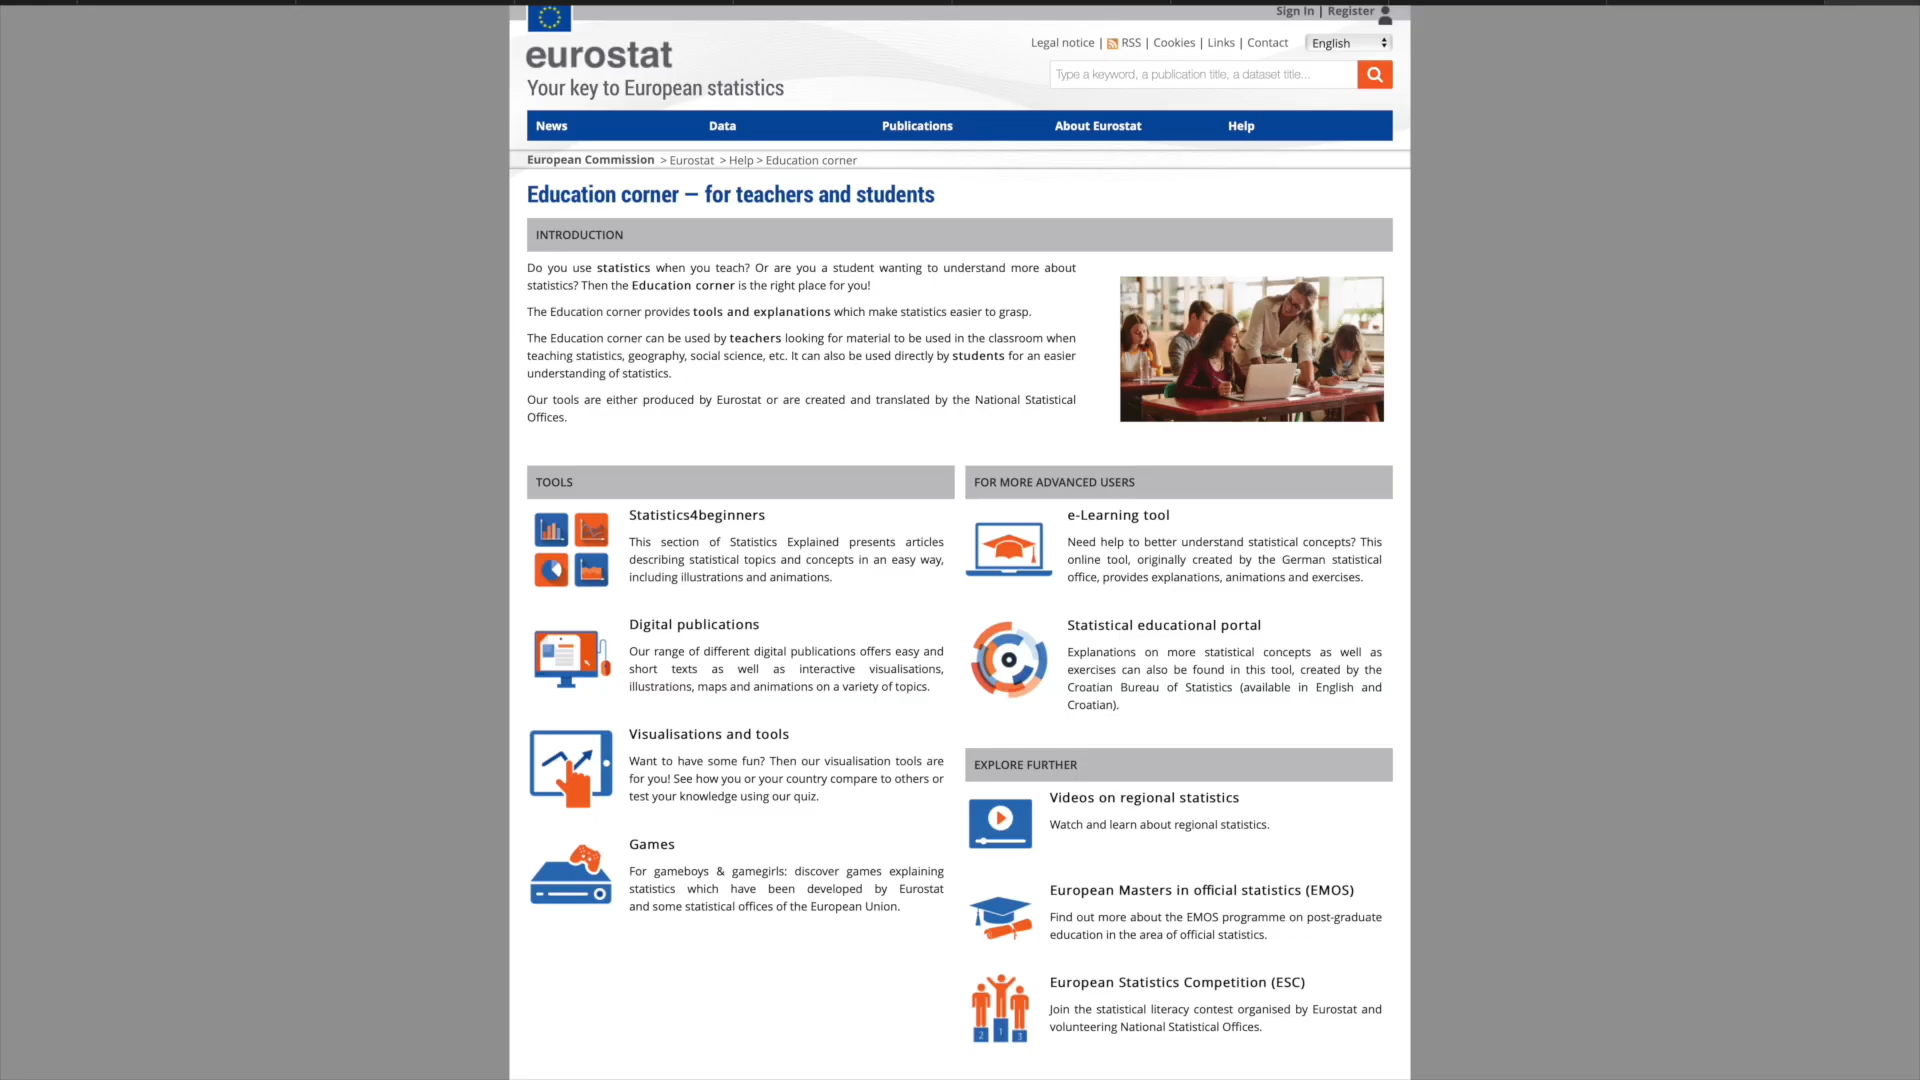 Sign In | Register
Legal notice | RSS | Cookies | Links | Contact
English
eurostat
Your key to European statistics
Type a keyword, a publication title, a dataset title...
News Data Publications About Eurostat Help
European Commission > Eurostat > Help > Education corner
Education corner — for teachers and students
INTRODUCTION
Do you use statistics when you teach? Or are you a student wanting to understand more about
statistics? Then the Education corner is the right place for you!
The Education corner provides tools and explanations which make statistics easier to grasp.
The Education corner can be used by teachers looking for material to be used in the classroom when
teaching statistics, geography, social science, etc. It can also be used directly by students for an easier
understanding of statistics.
Our tools are either produced by Eurostat or are created and translated by the National Statistical
Offices.
TOOLS
Statistics4beginners
This section of Statistics Explained presents articles
describing statistical topics and concepts in an easy way,
including illustrations and animations.
Digital publications
Our range of different digital publications offers easy and
short texts as well as interactive visualisations,
illustrations, maps and animations on a variety of topics.
Visualisations and tools
Want to have some fun? Then our visualisation tools are
for you! See how you or your country compare to others or
test your knowledge using our quiz.
Games
For gameboys & gamegirls: discover games explaining
statistics which have been developed by Eurostat
and some statistical offices of the European Union.
FOR MORE ADVANCED USERS
e-Learning tool
Need help to better understand statistical concepts? This
online tool, originally created by the German statistical
office, provides explanations, animations and exercises.
Statistical educational portal
Explanations on more statistical concepts as well as
exercises can also be found in this tool, created by the
Croatian Bureau of Statistics (available in English and
Croatian).
EXPLORE FURTHER
Videos on regional statistics
Watch and learn about regional statistics.
European Masters in official statistics (EMOS)
Find out more about the EMOS programme on post-graduate
education in the area of official statistics.
European Statistics Competition (ESC)
Join the statistical literacy contest organised by Eurostat and
volunteering National Statistical Offices.
2 1 3